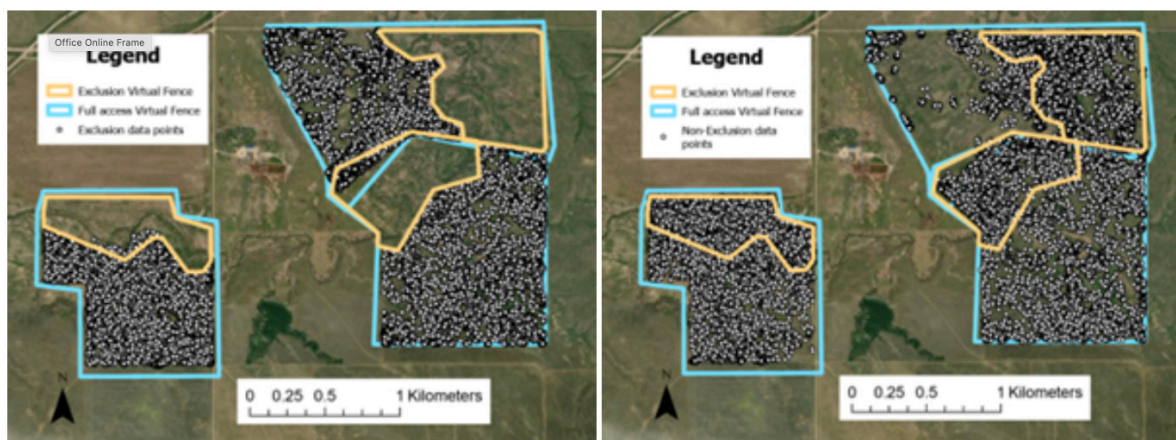 Office Online Frame
Legend
Exclusion Virtual Fence
Full access Virtual Fence
Exclusion data points
N
0 0.25 0.5 1 Kilometers
Legend
Exclusion Virtual Fence
Full access Virtual Fence
Non-Exclusion data
points
N
0 0.25 0.5 1 Kilometers